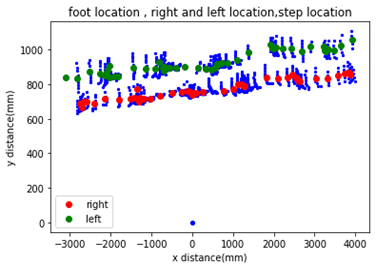 foot location , right and left location,step location
y distance(mm)
1000
800
600
400
200
0
right
left
−3000 −2000 −1000 0 1000 2000 3000 4000
x distance(mm)